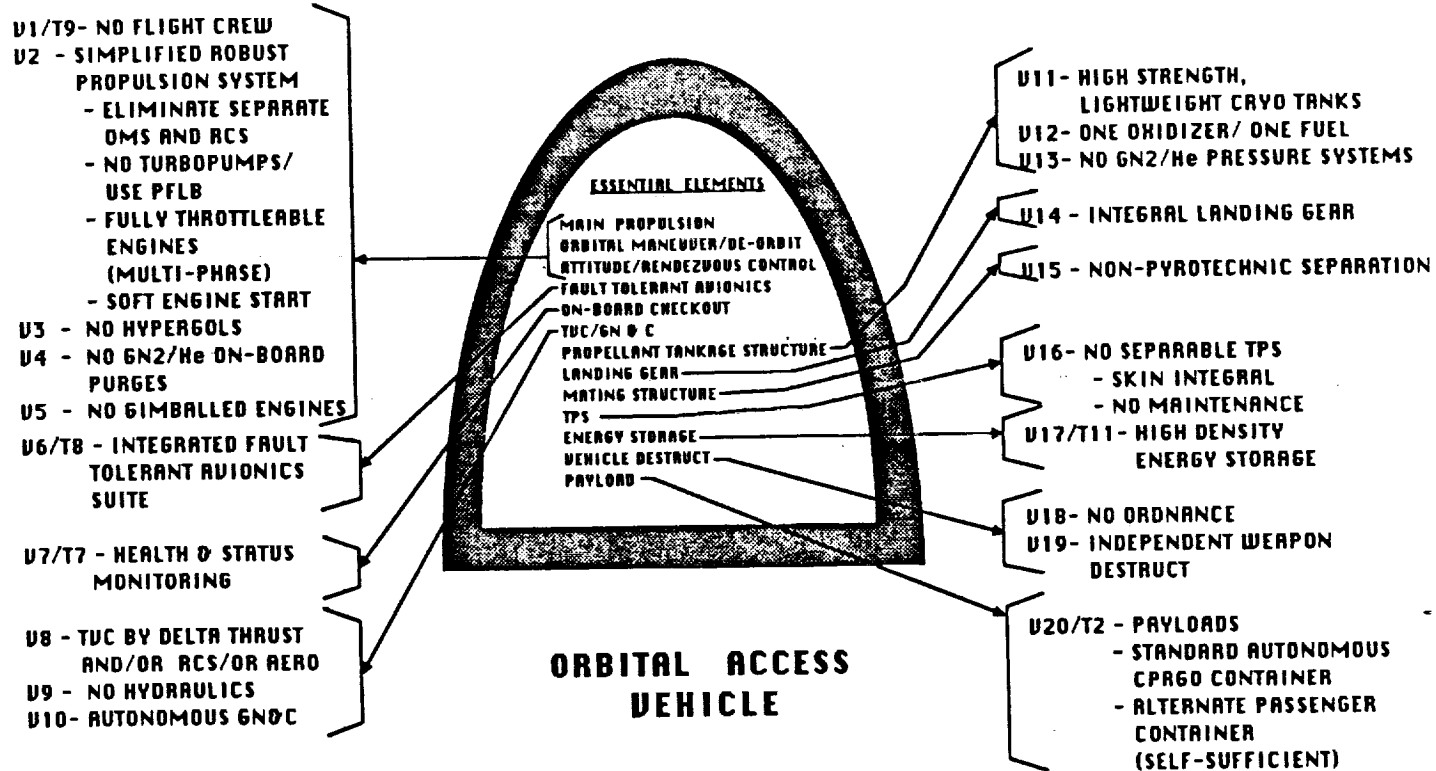 V1/T9- NO FLIGHT CREW
V2 - SIMPLIFIED ROBUST
PROPULSION SYSTEM
- ELIMINATE SEPARATE
OMS AND RCS
- NO TURBOPUMPS/
USE PFLB
- FULLY THROTTLEABLE
ENGINES
(MULTI-PHASE)
- SOFT ENGINE START
V3 - NO HYPERGOLS
V4 - NO GN2/He ON-BOARD
PURGES
V5 - NO GIMBALLED ENGINES
V6/T8 - INTEGRATED FAULT
TOLERANT AVIONICS
SUITE
V7/T7 - HEALTH & STATUS
MONITORING
V8 - TVC BY DELTA THRUST
AND/OR RCS/OR AERO
V9 - NO HYDRAULICS
V10- AUTONOMOUS GN&C
ESSENTIAL ELEMENTS
MAIN PROPULSION
ORBITAL MANEUVER/DE-ORBIT
ATTITUDE/RENDEZVOUS CONTROL
FAULT TOLERANT AVIONICS
ON-BOARD CHECKOUT
TVC/GN & C
PROPELLANT TANKAGE STRUCTURE
LANDING GEAR
MATING STRUCTURE
TPS
ENERGY STORAGE
VEHICLE DESTRUCT
PAYLOAD
ORBITAL ACCESS
VEHICLE
V11- HIGH STRENGTH,
LIGHTWEIGHT CRYO TANKS
V12- ONE OXIDIZER/ ONE FUEL
V13- NO GN2/He PRESSURE SYSTEMS
V14 - INTEGRAL LANDING GEAR
V15 - NON-PYROTECHNIC SEPARATION
V16- NO SEPARABLE TPS
- SKIN INTEGRAL
- NO MAINTENANCE
V17/T11- HIGH DENSITY
ENERGY STORAGE
V18- NO ORDNANCE
V19- INDEPENDENT WEAPON
DESTRUCT
V20/T2 - PAYLOADS
- STANDARD AUTONOMOUS
CPRGO CONTAINER
- ALTERNATE PASSENGER
CONTAINER
(SELF-SUFFICIENT)